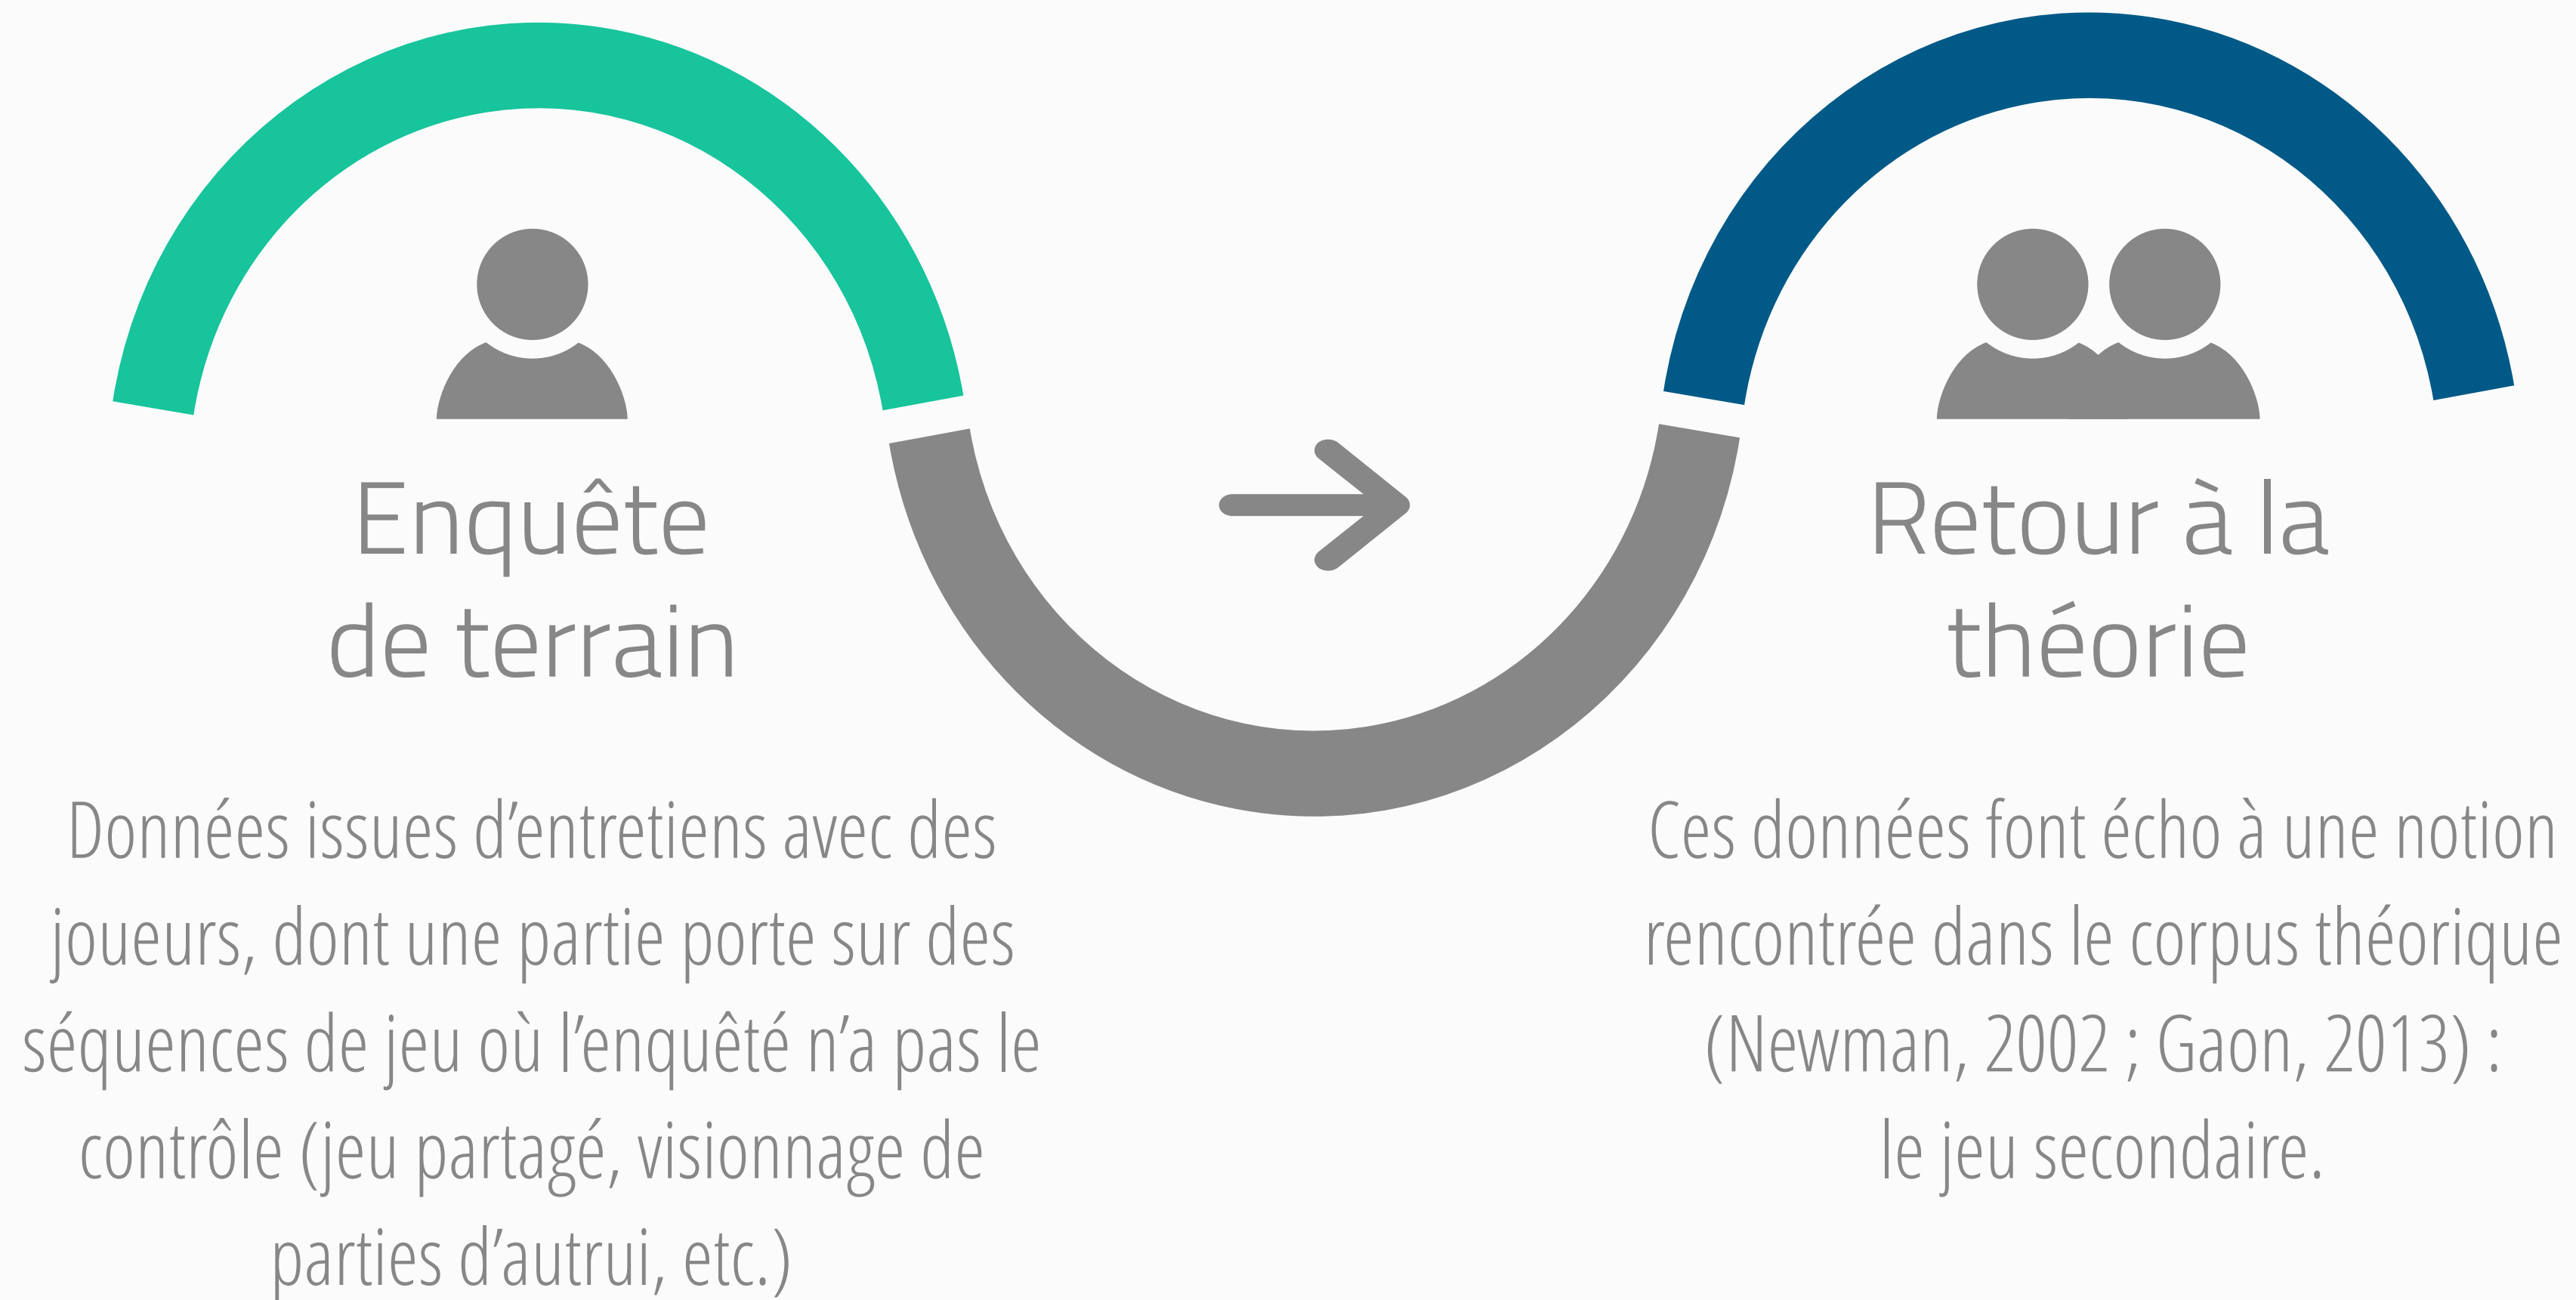 Enquête
de terrain
Données issues d’entretiens avec des
joueurs, dont une partie porte sur des
séquences de jeu où l’enquêté n’a pas le
contrôle (jeu partagé, visionnage de
parties d’autrui, etc.)
Retour à la
théorie
Ces données font écho à une notion
rencontrée dans le corpus théorique
(Newman, 2002 ; Gaon, 2013) :
le jeu secondaire.